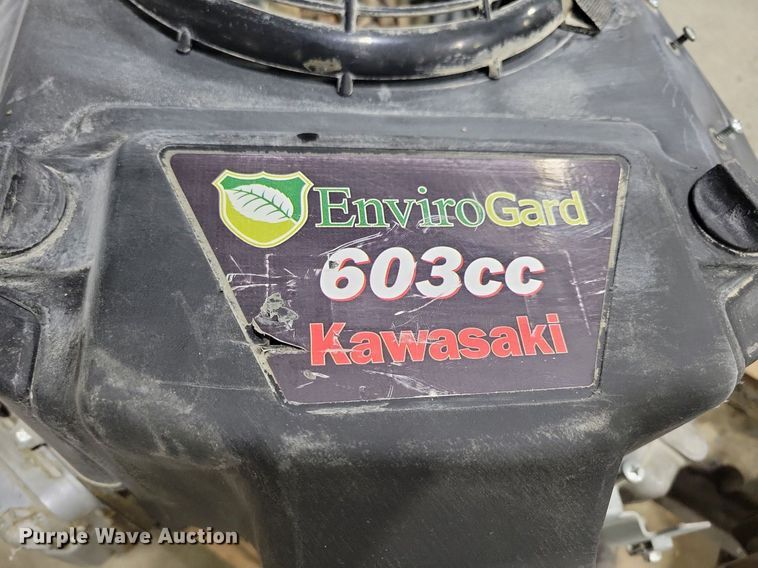 EnviroGard
603cc
Kawasaki
Purple Wave Auction